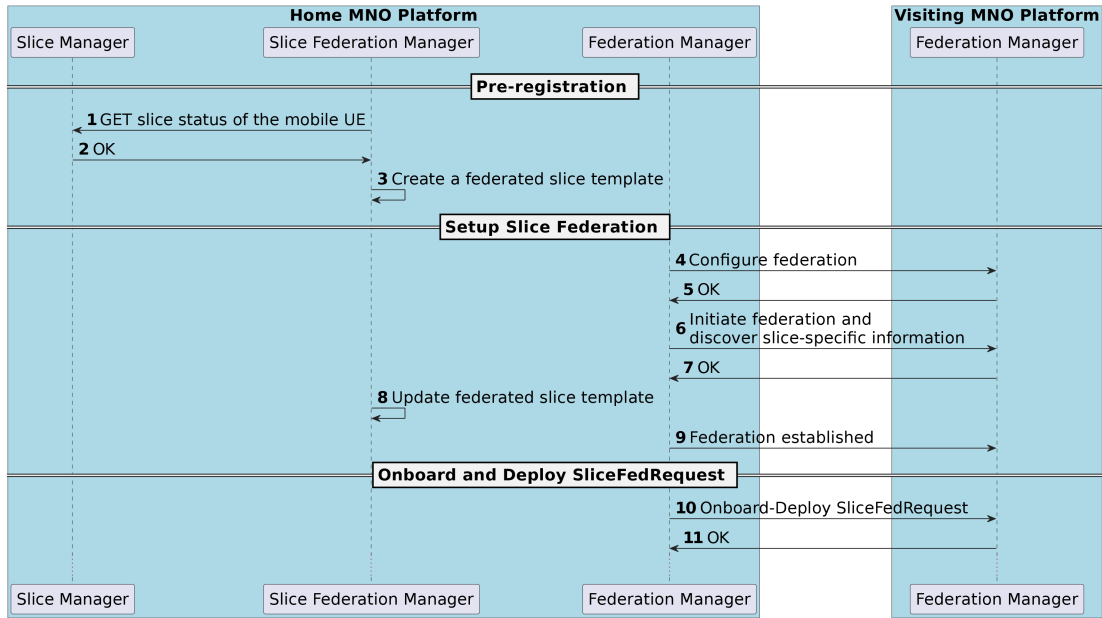 Home MNO Platform
Visiting MNO Platform
Slice Manager
Slice Federation Manager
Federation Manager
Federation Manager
Pre-registration
1 GET slice status of the mobile UE
2 OK
3 Create a federated slice template
Setup Slice Federation
4 Configure federation
5 OK
6 Initiate federation and
discover slice-specific information
7 OK
8 Update federated slice template
9 Federation established
Onboard and Deploy SliceFedRequest
10 Onboard-Deploy SliceFedRequest
11 OK
Slice Manager
Slice Federation Manager
Federation Manager
Federation Manager